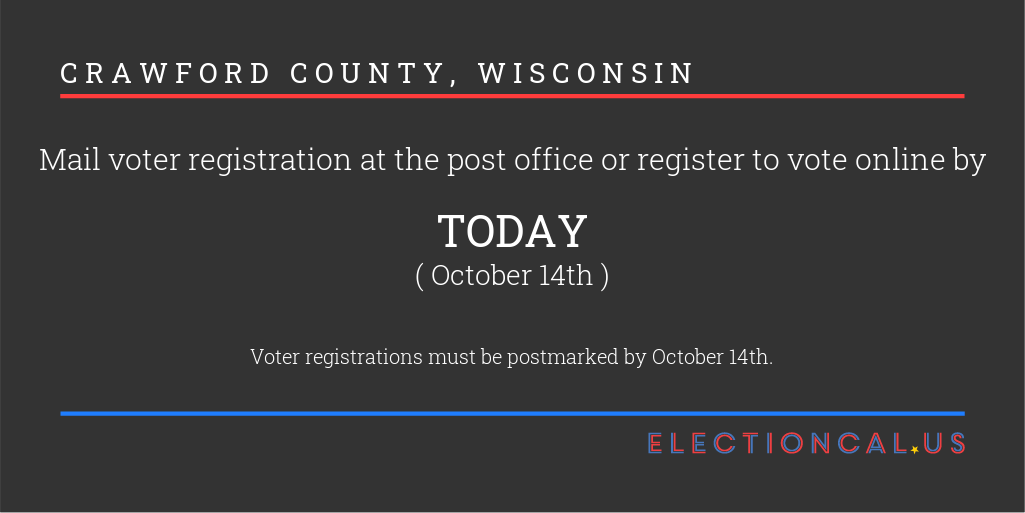 CRAWFORD COUNTY, WISCONSIN
Mail voter registration at the post office or register to vote online by
TODAY
( October 14th )
Voter registrations must be postmarked by October 14th.
ELECTIONCAL.US